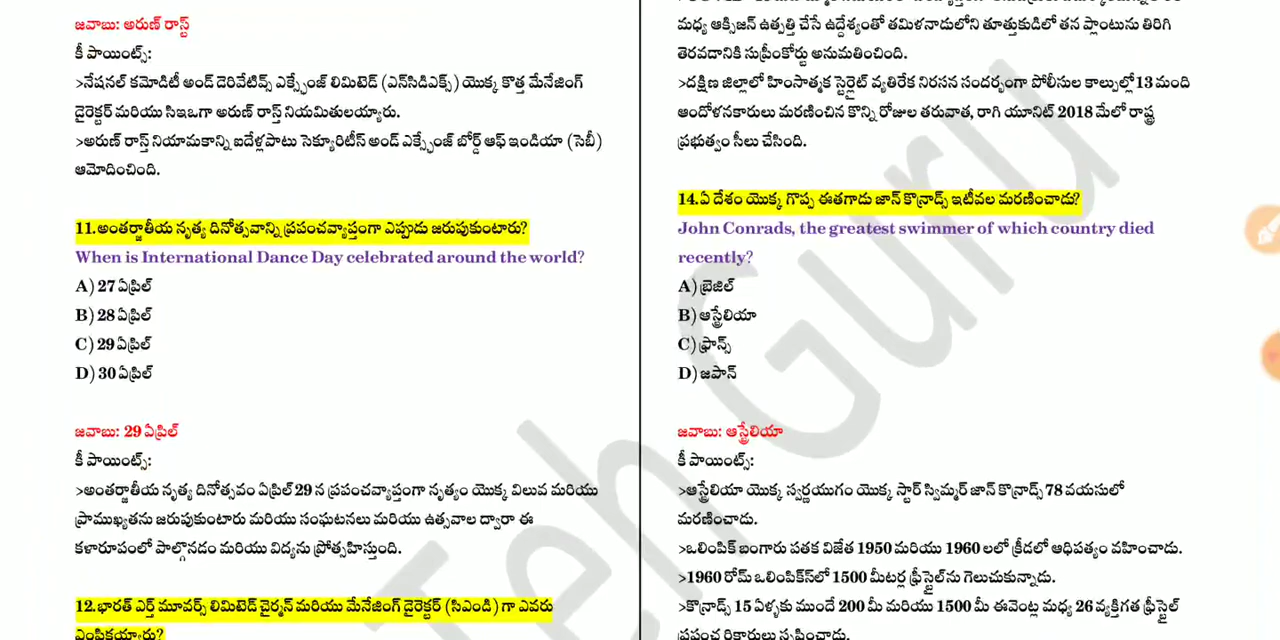 జవాబు: అరుణ్ రాస్తే
కీ పాయింట్స్:
>నేషనల్ కమోడిటీ అండ్ డెరివేటివ్స్ ఎక్స్ఛేంజ్ లిమిటెడ్ (ఎన్‌సిడిఎక్స్) యొక్క కొత్త మేనేజింగ్
డైరెక్టర్ మరియు సిఇఒగా అరుణ్ రాస్తే నియమితులయ్యారు.
>అరుణ్ రాస్తే నియామకాన్ని ఐదేళ్లపాటు సెక్యూరిటీస్ అండ్ ఎక్స్ఛేంజ్ బోర్డ్ ఆఫ్ ఇండియా (సెబీ)
ఆమోదించింది.
11.అంతర్జాతీయ నృత్య దినోత్సవాన్ని ప్రపంచవ్యాప్తంగా ఎప్పుడు జరుపుకుంటారు?
When is International Dance Day celebrated around the world?
A) 27 ఏప్రిల్
B) 28 ఏప్రిల్
C) 29 ఏప్రిల్
D) 30 ఏప్రిల్
జవాబు: 29 ఏప్రిల్
కీ పాయింట్స్:
>అంతర్జాతీయ నృత్య దినోత్సవం ఏప్రిల్ 29 న ప్రపంచవ్యాప్తంగా నృత్యం యొక్క విలువ మరియు
ప్రాముఖ్యతను జరుపుకుంటారు మరియు సంఘటనలు మరియు ఉత్సవాల ద్వారా ఈ
కళారూపంలో పాల్గొనడం మరియు విద్యను ప్రోత్సహిస్తుంది.
12.భారత్ ఎర్త్ మూవర్స్ లిమిటెడ్ చైర్మన్ మరియు మేనేజింగ్ డైరెక్టర్ (సిఎండి) గా ఎవరు
ఎంపికయ్యారు?
మధ్య ఆక్సిజన్ ఉత్పత్తి చేసే ఉద్దేశ్యంతో తమిళనాడులోని తూత్తుకుడిలో తన ప్లాంటును తిరిగి
తెరవడానికి సుప్రీంకోర్టు అనుమతించింది.
>దక్షిణ జిల్లాలో హింసాత్మక స్టెర్లైట్ వ్యతిరేక నిరసన సందర్భంగా పోలీసుల కాల్పుల్లో 13 మంది
ఆందోళనకారులు మరణించిన కొన్ని రోజుల తరువాత, రాగి యూనిట్ 2018 మేలో రాష్ట్ర
ప్రభుత్వం సీలు చేసింది.
14.ఏ దేశం యొక్క గొప్ప ఈతగాడు జాన్ కొన్రాడ్స్ ఇటీవల మరణించాడు?
John Conrads, the greatest swimmer of which country died
recently?
A) బ్రెజిల్
B) ఆస్ట్రేలియా
C) ఫ్రాన్స్
D) జపాన్
జవాబు: ఆస్ట్రేలియా
కీ పాయింట్స్:
>ఆస్ట్రేలియా యొక్క స్వర్ణయుగం యొక్క స్టార్ స్విమ్మర్ జాన్ కొన్రాడ్స్ 78 వయసులో
మరణించాడు.
>ఒలింపిక్ బంగారు పతక విజేత 1950 మరియు 1960 లలో క్రీడలో ఆధిపత్యం వహించాడు.
>1960 రోమ్ ఒలింపిక్స్‌లో 1500 మీటర్ల ఫ్రీస్టైల్‌ను గెలుచుకున్నాడు.
>కొన్రాడ్స్ 15 ఏళ్ళకు ముందే 200 మీ మరియు 1500 మీ ఈవెంట్ల మధ్య 26 వ్యక్తిగత ఫ్రీస్టైల్
ప్రపంచ రికార్డులు సృష్టించాడు.
Teh Guru